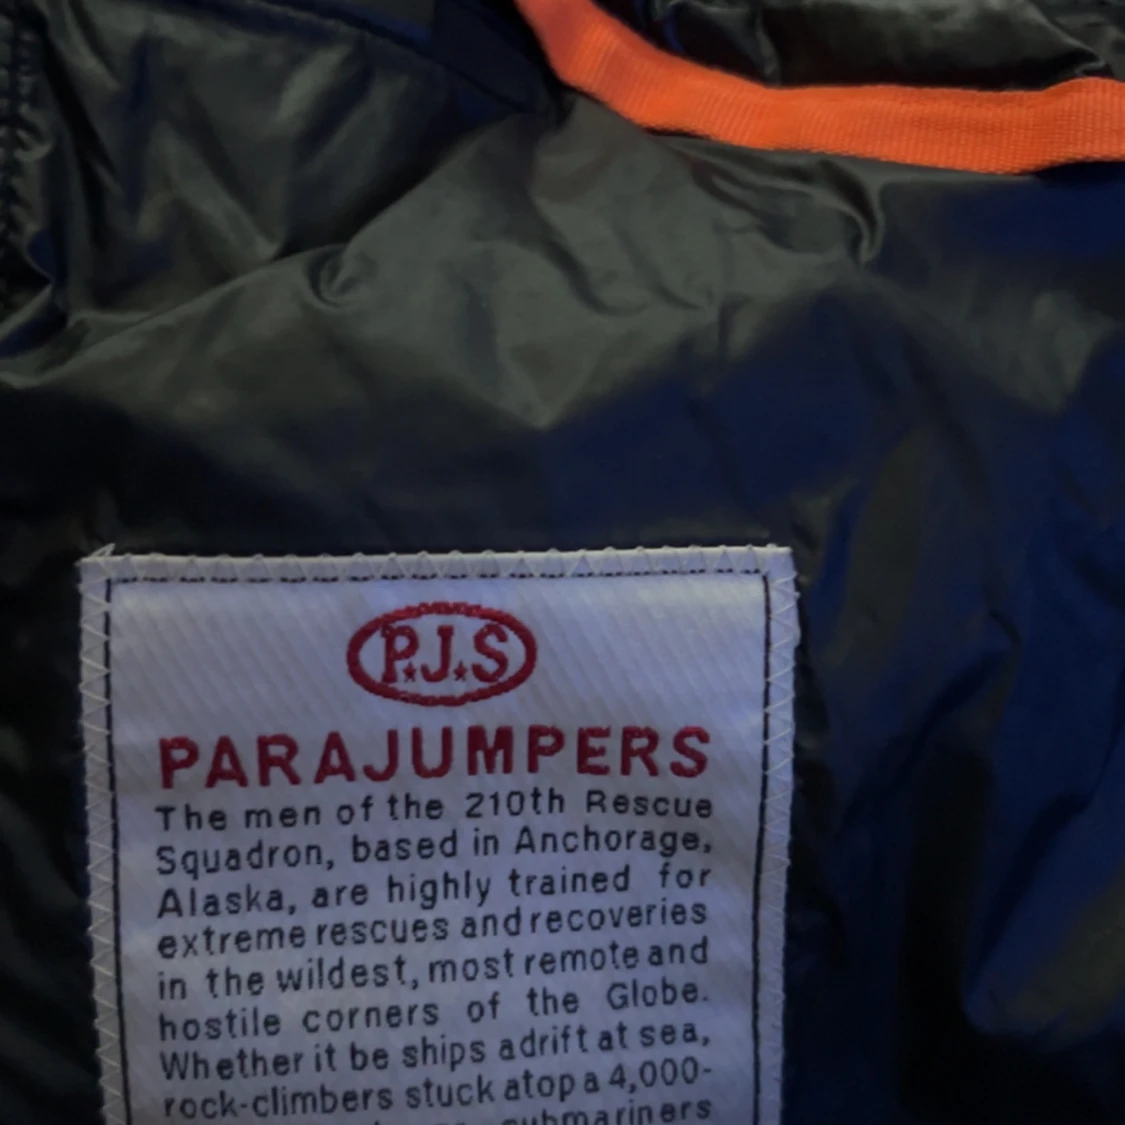 P.J.S
PARAJUMPERS
The men of the 210th Rescue
Squadron, based in Anchorage,
Alaska, are highly trained for
extreme rescues and recoveries
in the wildest, most remote and
hostile corners of the Globe.
Whether it be ships adrift at sea,
rock-climbers stuck atop a 4,000-
submariners